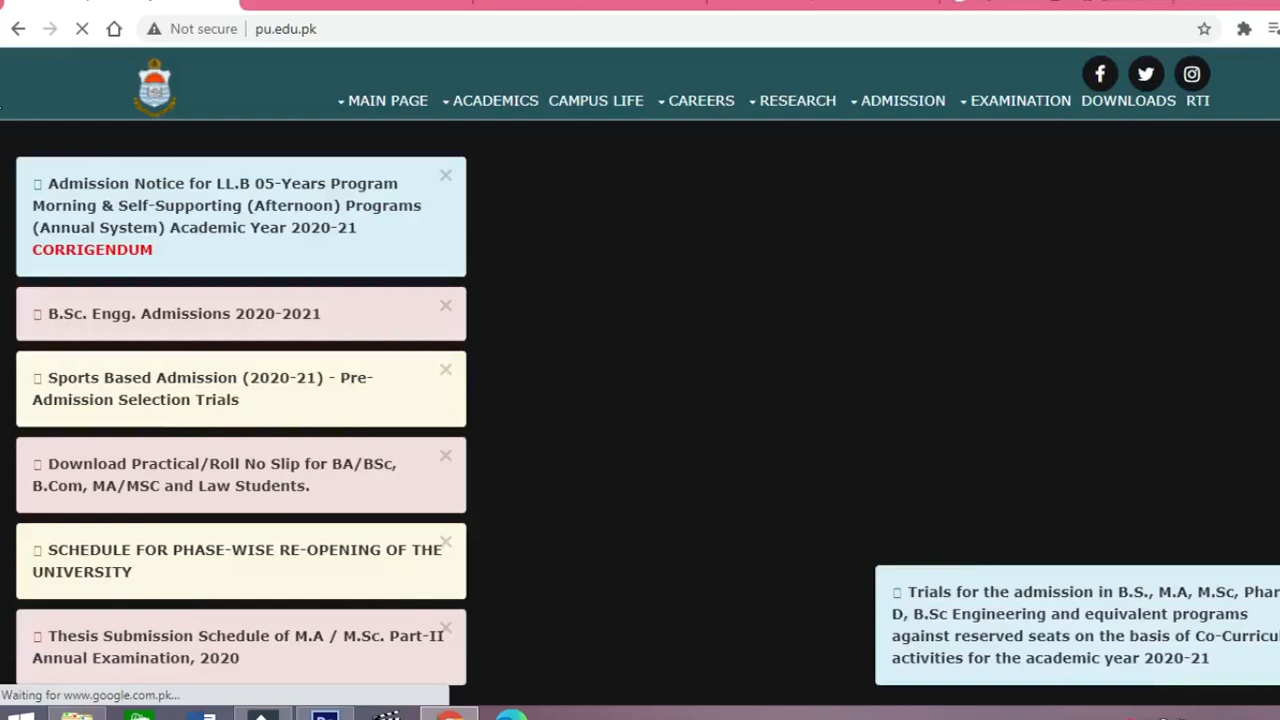 Not secure
pu.edu.pk
MAIN PAGE ACADEMICS CAMPUS LIFE CAREERS RESEARCH ADMISSION EXAMINATION DOWNLOADS RTI
Admission Notice for LL.B 05-Years Program
Morning & Self-Supporting (Afternoon) Programs
(Annual System) Academic Year 2020-21
CORRIGENDUM
B.Sc. Engg. Admissions 2020-2021
Sports Based Admission (2020-21) - Pre-
Admission Selection Trials
Download Practical/Roll No Slip for BA/BSc,
B.Com, MA/MSC and Law Students.
SCHEDULE FOR PHASE-WISE RE-OPENING OF THE
UNIVERSITY
Thesis Submission Schedule of M.A / M.Sc. Part-II
Annual Examination, 2020
Trials for the admission in B.S., M.A, M.Sc, Phar
D, B.Sc Engineering and equivalent programs
against reserved seats on the basis of Co-Curricu
activities for the academic year 2020-21
Waiting for www.google.com.pk...